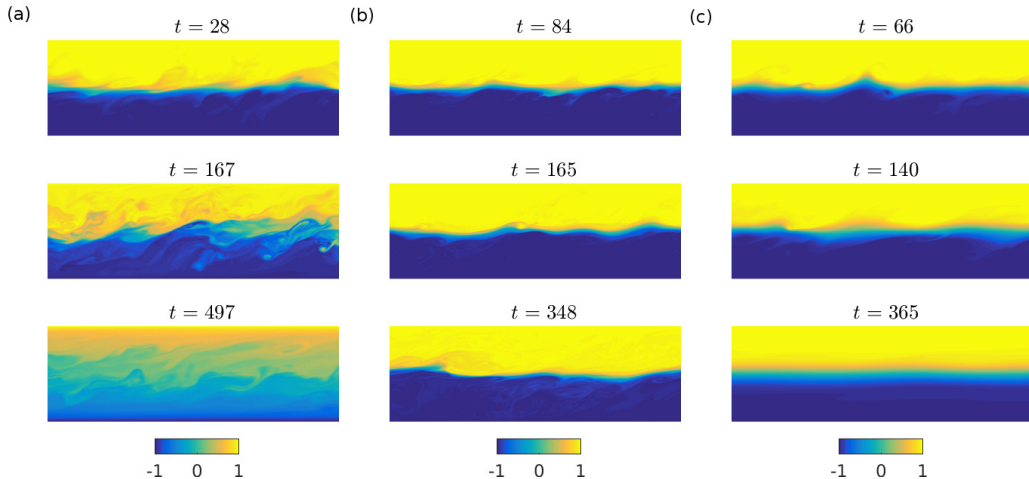 (a) (b) (c)
t = 28 t = 84 t = 66
t = 167 t = 165 t = 140
t = 497 t = 348 t = 365
-1 0 1 -1 0 1 -1 0 1